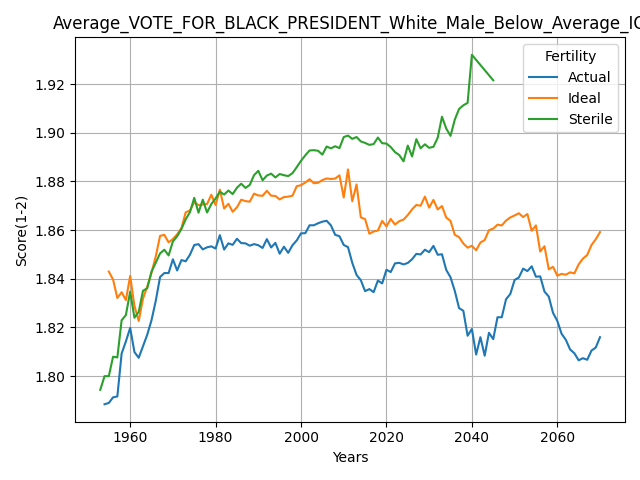 Average_VOTE_FOR_BLACK_PRESIDENT_White_Male_Below_Average_IC
Fertility
Actual
Ideal
Sterile
Score(1-2)
1.92
1.90
1.88
1.86
1.84
1.82
1.80
1960 1980 2000 2020 2040 2060
Years